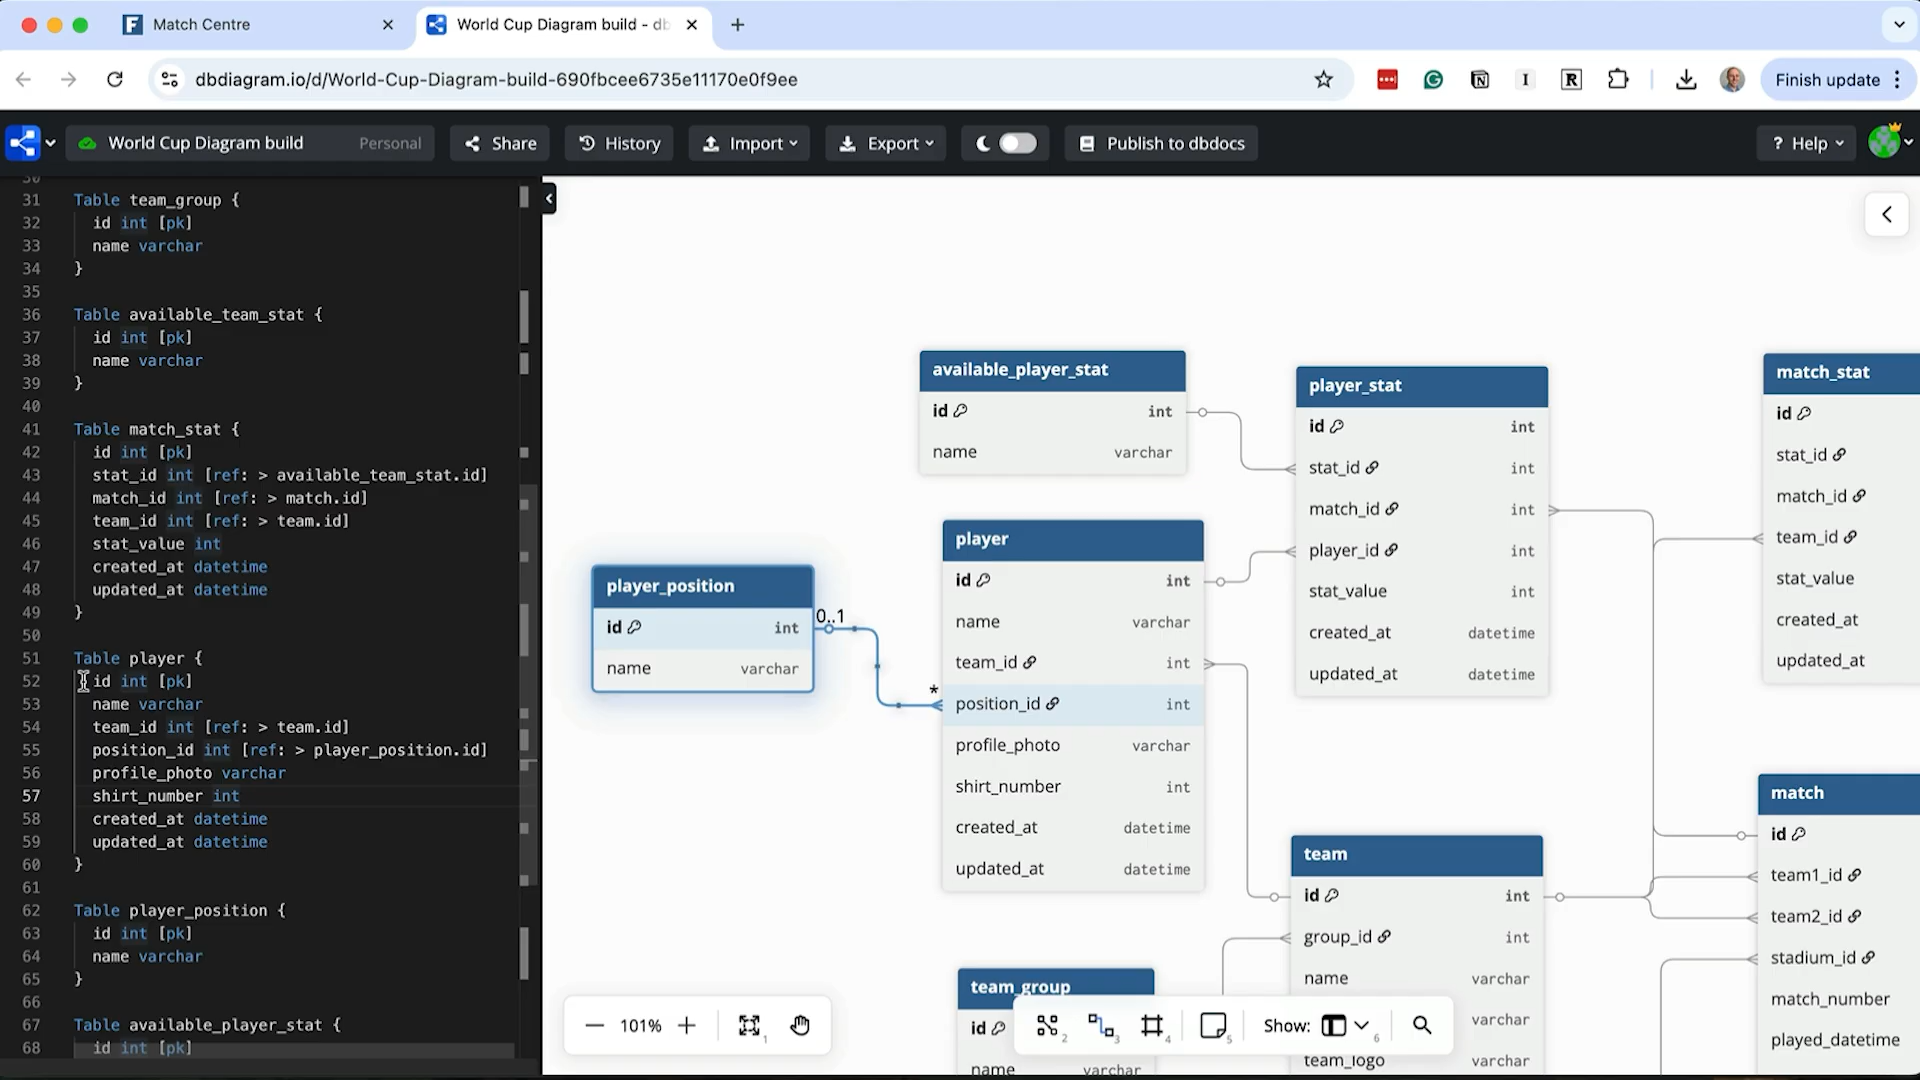 Match Centre
World Cup Diagram build - db
dbdiagram.io/d/World-Cup-Diagram-build-690fbcee6735e11170e0f9ee
Finish update
World Cup Diagram build
Personal
Share
History
Import
Export
Publish to dbdocs
? Help
30
31 Table team_group {
32 id int [pk]
33 name varchar
34 }
35
36 Table available_team_stat {
37 id int [pk]
38 name varchar
39 }
40
41 Table match_stat {
42 id int [pk]
43 stat_id int [ref: > available_team_stat.id]
44 match_id int [ref: > match.id]
45 team_id int [ref: > team.id]
46 stat_value int
47 created_at datetime
48 updated_at datetime
49 }
50
51 Table player {
52 id int [pk]
53 name varchar
54 team_id int [ref: > team.id]
55 position_id int [ref: > player_position.id]
56 profile_photo varchar
57 shirt_number int
58 created_at datetime
59 updated_at datetime
60 }
61
62 Table player_position {
63 id int [pk]
64 name varchar
65 }
66
67 Table available_player_stat {
68 id int [pk]
player_position
id int
name varchar
0..1
*
available_player_stat
id int
name varchar
player
id int
name varchar
team_id int
position_id int
profile_photo varchar
shirt_number int
created_at datetime
updated_at datetime
team_group
id
name varchar
player_stat
id int
stat_id int
match_id int
player_id int
stat_value int
created_at datetime
updated_at datetime
team
id int
group_id int
name varchar
varchar
team_logo varchar
match_stat
id
stat_id
match_id
team_id
stat_value
created_at
updated_at
match
id
team1_id
team2_id
stadium_id
match_number
played_datetime
101%
1
2
3
4
5
Show:
6